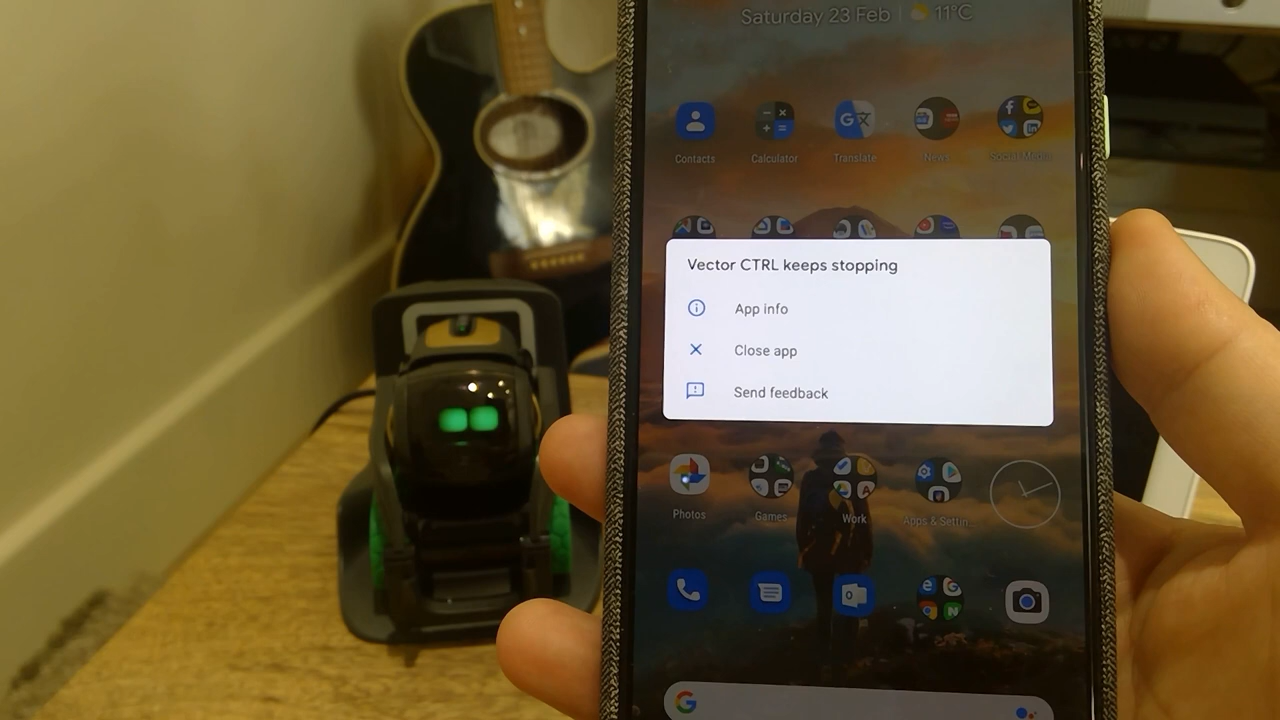 Saturday 23 Feb | 11°C
Contacts Calculator Translate News Social Media
Vector CTRL keeps stopping
App info
Close app
Send feedback
Photos Games Work Apps & Settin...